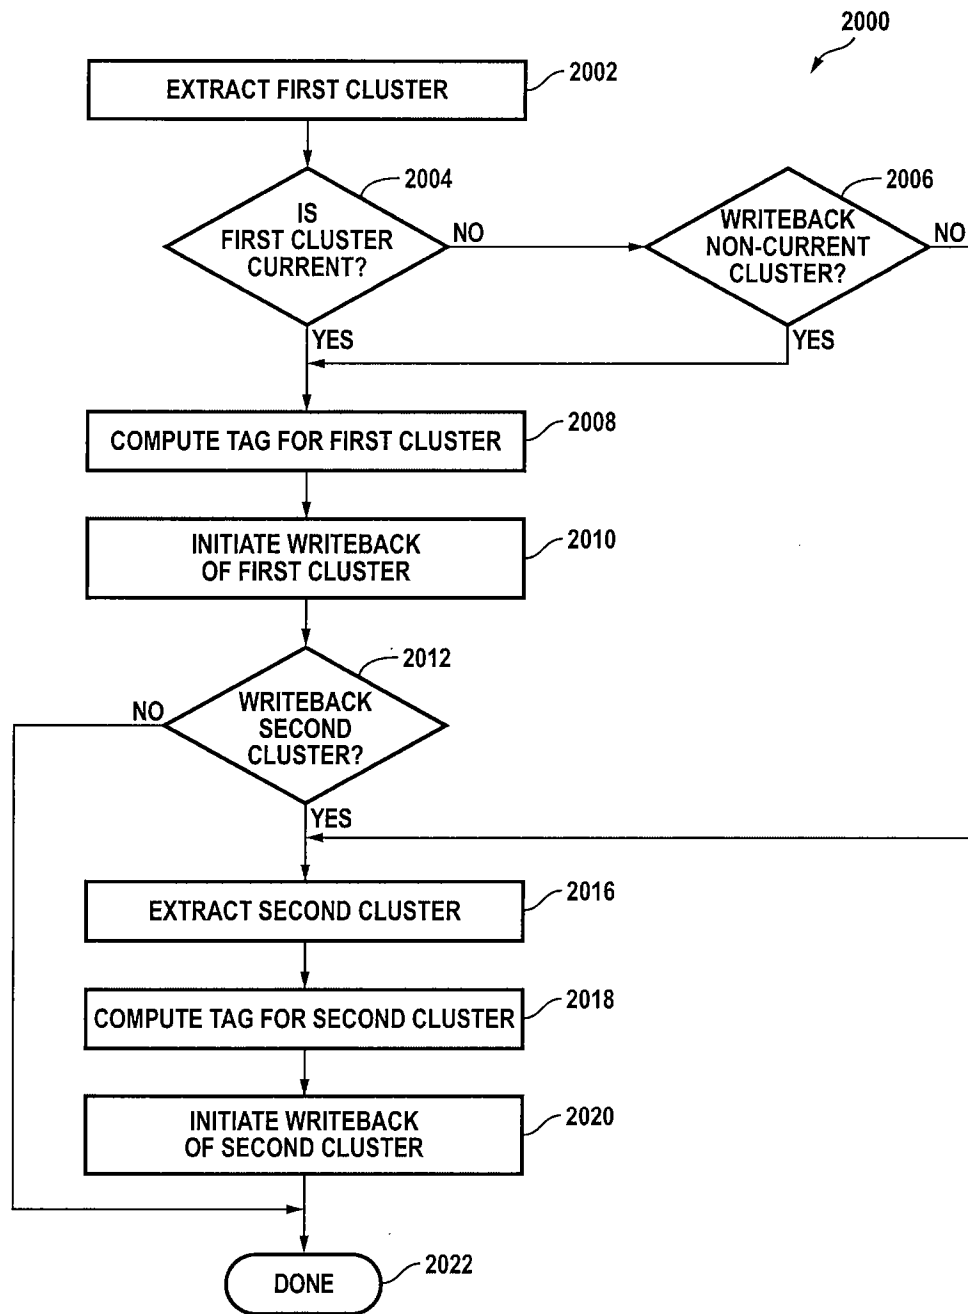 2000
EXTRACT FIRST CLUSTER
2002
2004
IS
FIRST CLUSTER
CURRENT?
NO
2006
WRITEBACK
NON-CURRENT
CLUSTER?
NO
YES
YES
COMPUTE TAG FOR FIRST CLUSTER
2008
INITIATE WRITEBACK
OF FIRST CLUSTER
2010
2012
WRITEBACK
SECOND
CLUSTER?
NO
YES
EXTRACT SECOND CLUSTER
2016
COMPUTE TAG FOR SECOND CLUSTER
2018
INITIATE WRITEBACK
OF SECOND CLUSTER
2020
DONE
2022